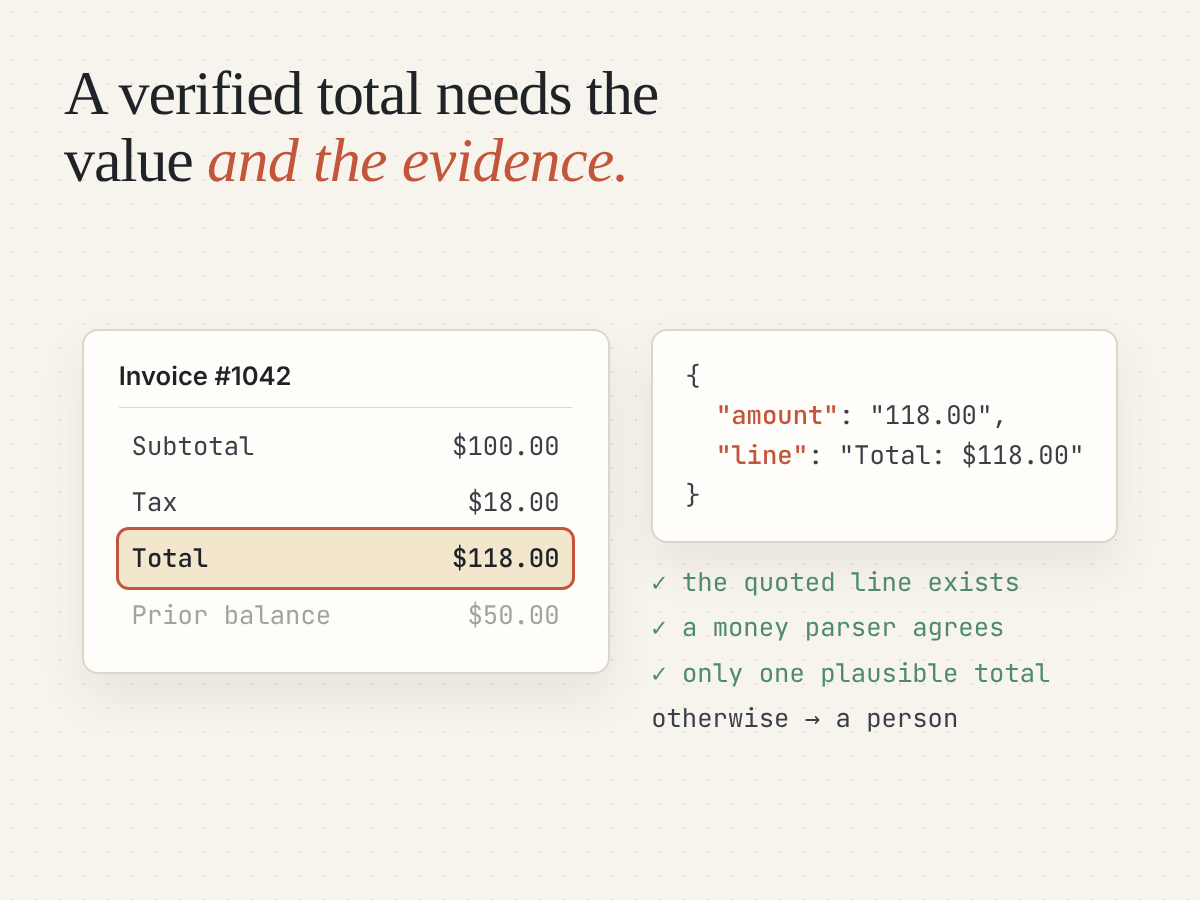 A verified total needs the
value and the evidence.
Invoice #1042
Subtotal $100.00
Tax $18.00
Total $118.00
Prior balance $50.00
{
"amount": "118.00",
"line": "Total: $118.00"
}
✓ the quoted line exists
✓ a money parser agrees
✓ only one plausible total
otherwise → a person